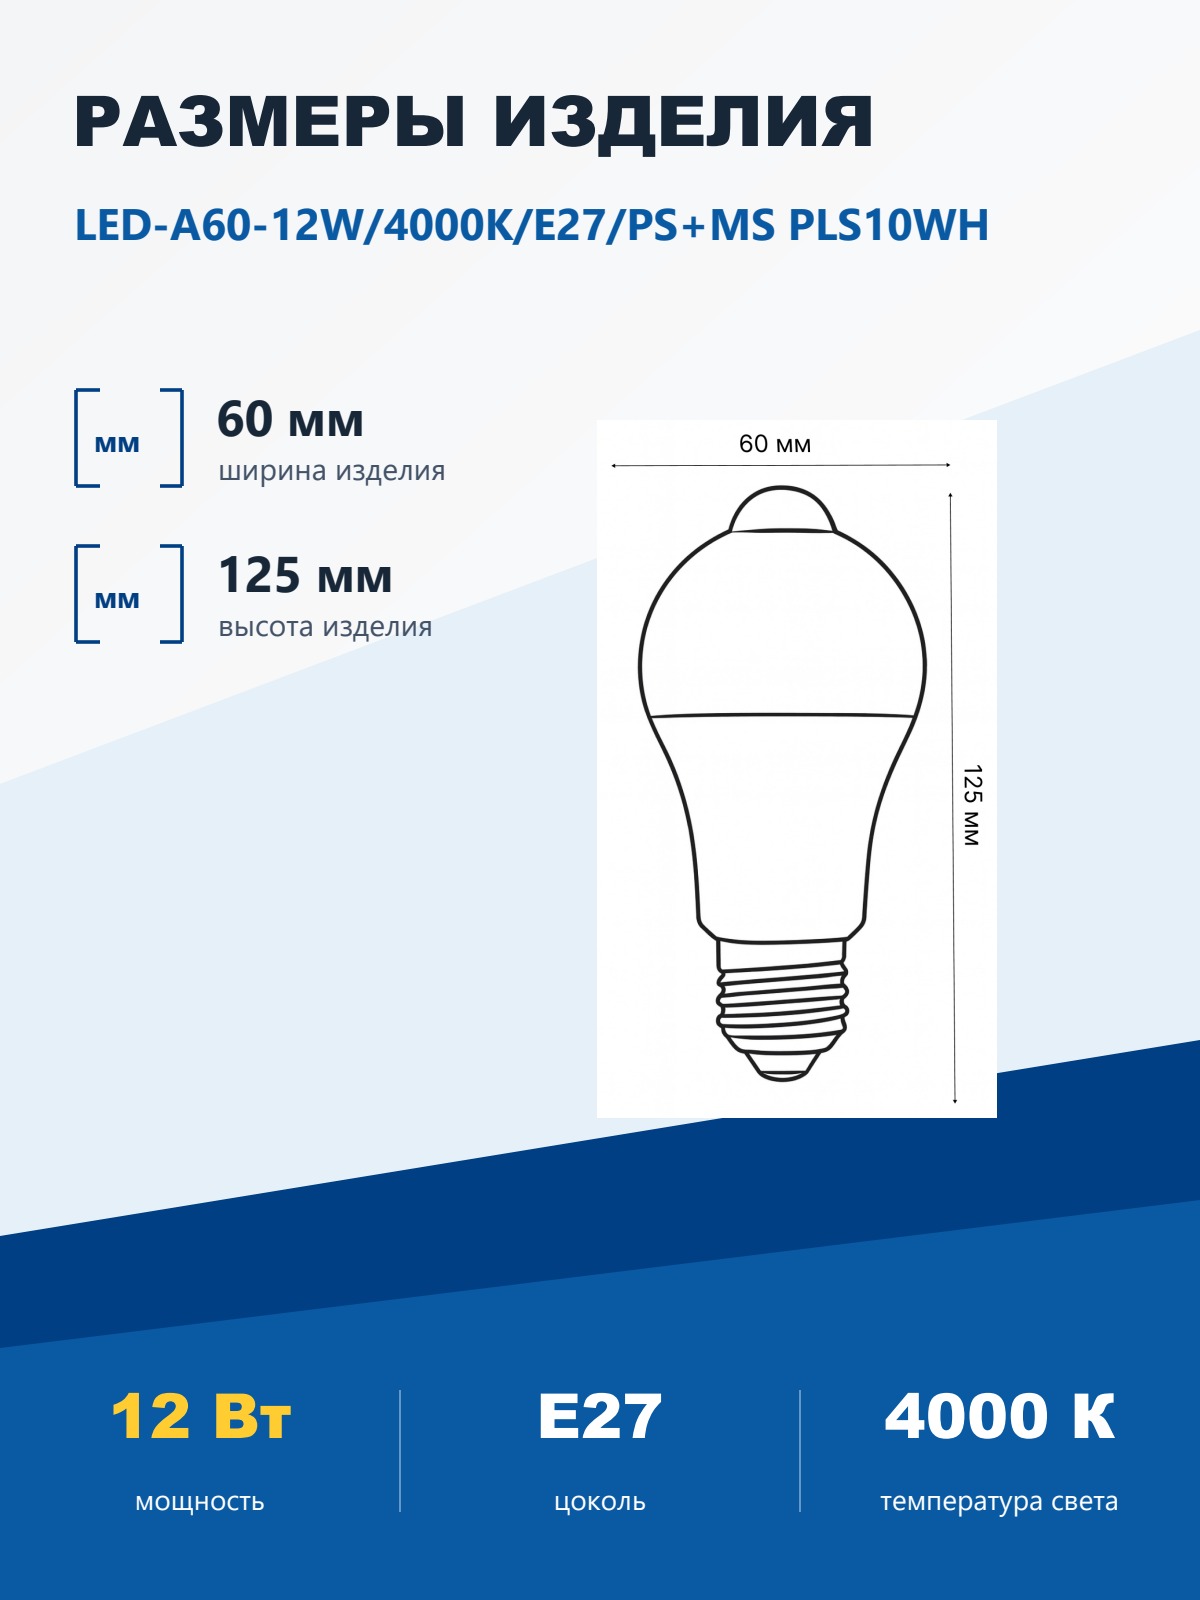 РАЗМЕРЫ ИЗДЕЛИЯ
LED-A60-12W/4000K/E27/PS+MS PLS10WH
мм
60 мм
ширина изделия
мм
125 мм
высота изделия
60 мм
125 мм
12 Вт
мощность
E27
цоколь
4000 К
температура света